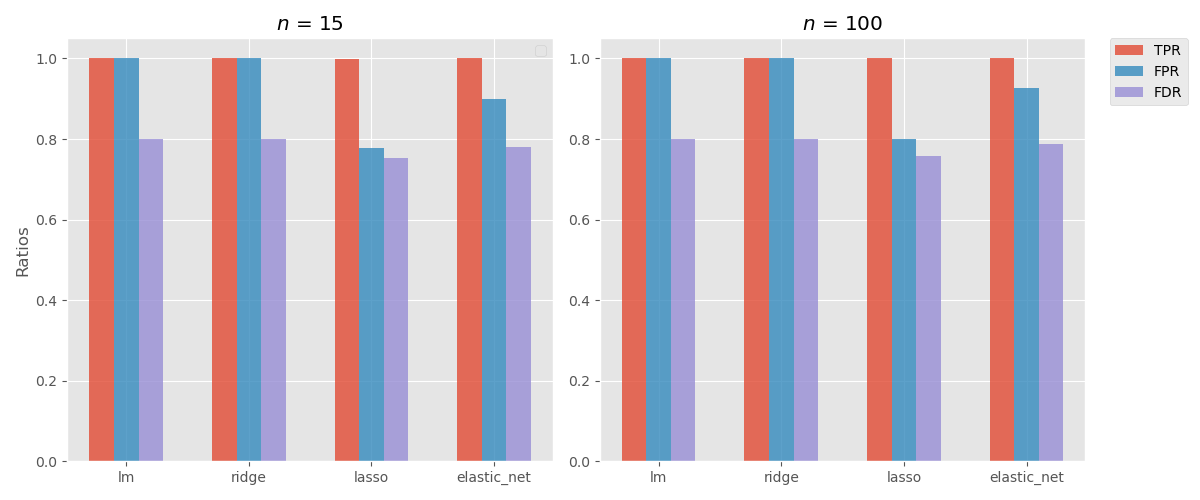 n = 15
1.0
0.8
0.6
0.4
0.2
0.0
Ratios
lm ridge lasso elastic_net
n = 100
1.0
0.8
0.6
0.4
0.2
0.0
lm ridge lasso elastic_net
TPR
FPR
FDR